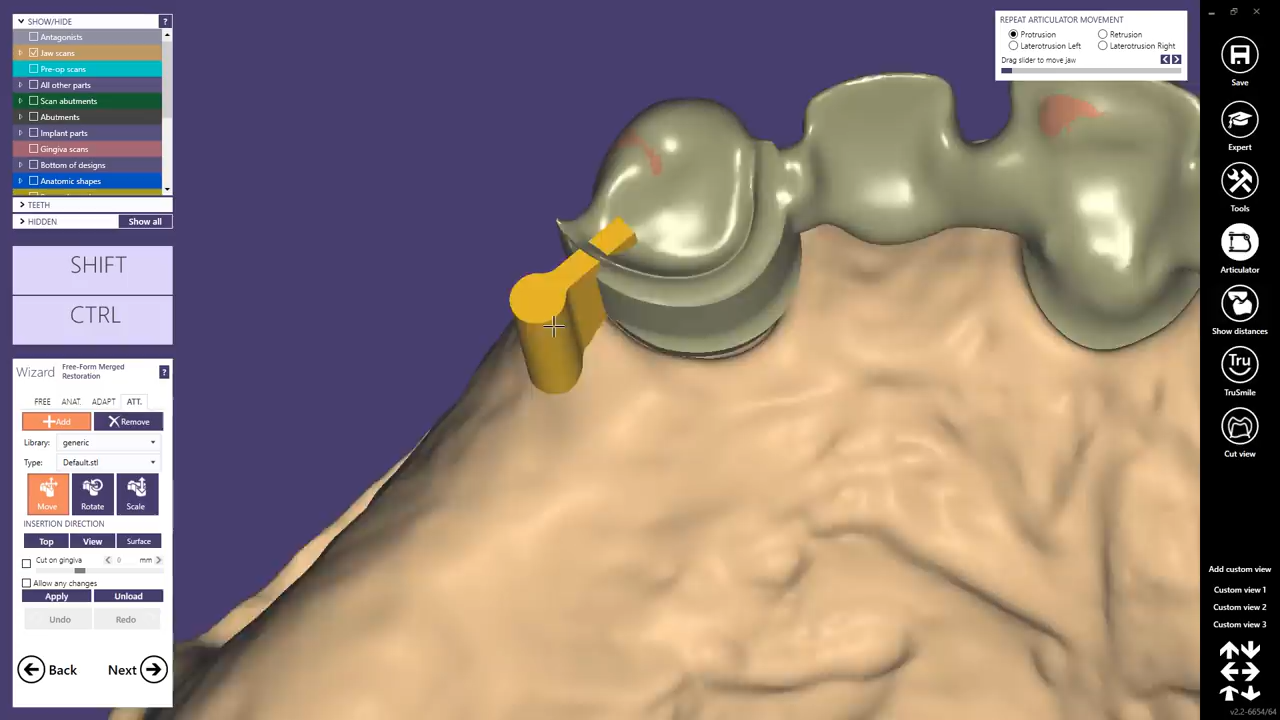 SHOW/HIDE ?
Antagonists
Jaw scans
Pre-op scans
All other parts
Scan abutments
Abutments
Implant parts
Gingiva scans
Bottom of designs
Anatomic shapes
TEETH
HIDDEN Show all
SHIFT
CTRL
Wizard Free-Form Merged Restoration ?
FREE ANAT. ADAPT ATT.
Add Remove
Library: generic
Type: Default.stl
Move Rotate Scale
INSERTION DIRECTION
Top View Surface
Cut on gingiva 0 mm
Allow any changes
Apply Unload
Undo Redo
Back Next
REPEAT ARTICULATOR MOVEMENT
Protrusion Retrusion
Laterotrusion Left Laterotrusion Right
Drag slider to move jaw
Save
Expert
Tools
Articulator
Show distances
Tru
TruSmile
Cut view
Add custom view
Custom view 1
Custom view 2
Custom view 3
v2.2-6654/64